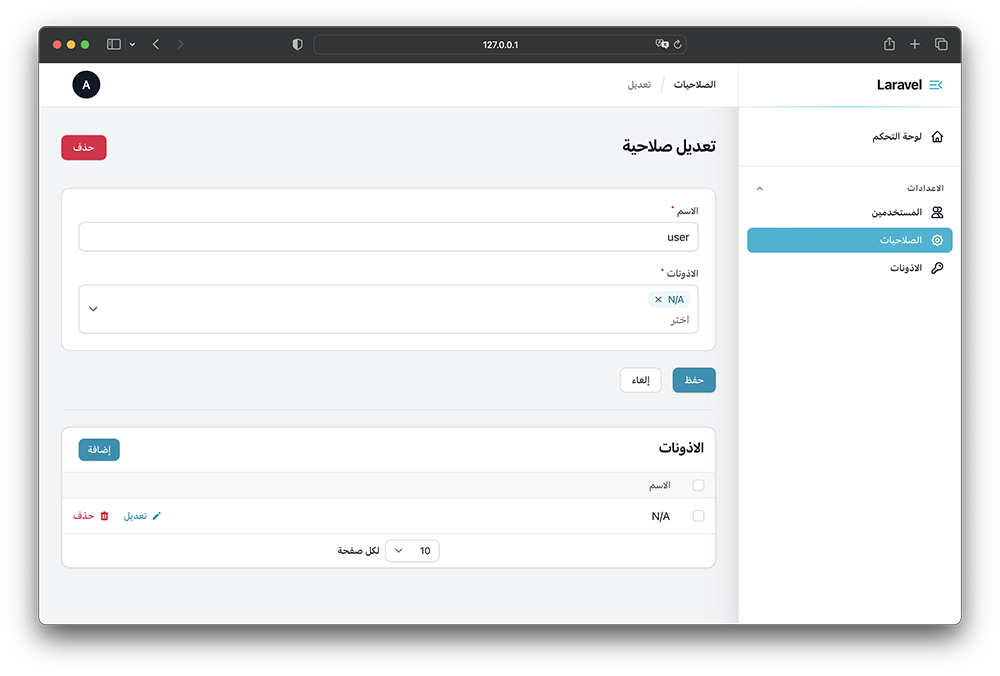 127.0.0.1
Laravel
الصلاحيات / تعديل
A
لوحة التحكم
الاعدادات
المستخدمين
الصلاحيات
الاذونات
تعديل صلاحية
حذف
الاسم *
user
الاذونات *
N/A ×
اختر
حفظ
إلغاء
الاذونات
إضافة
الاسم
N/A
تعديل
حذف
10
لكل صفحة